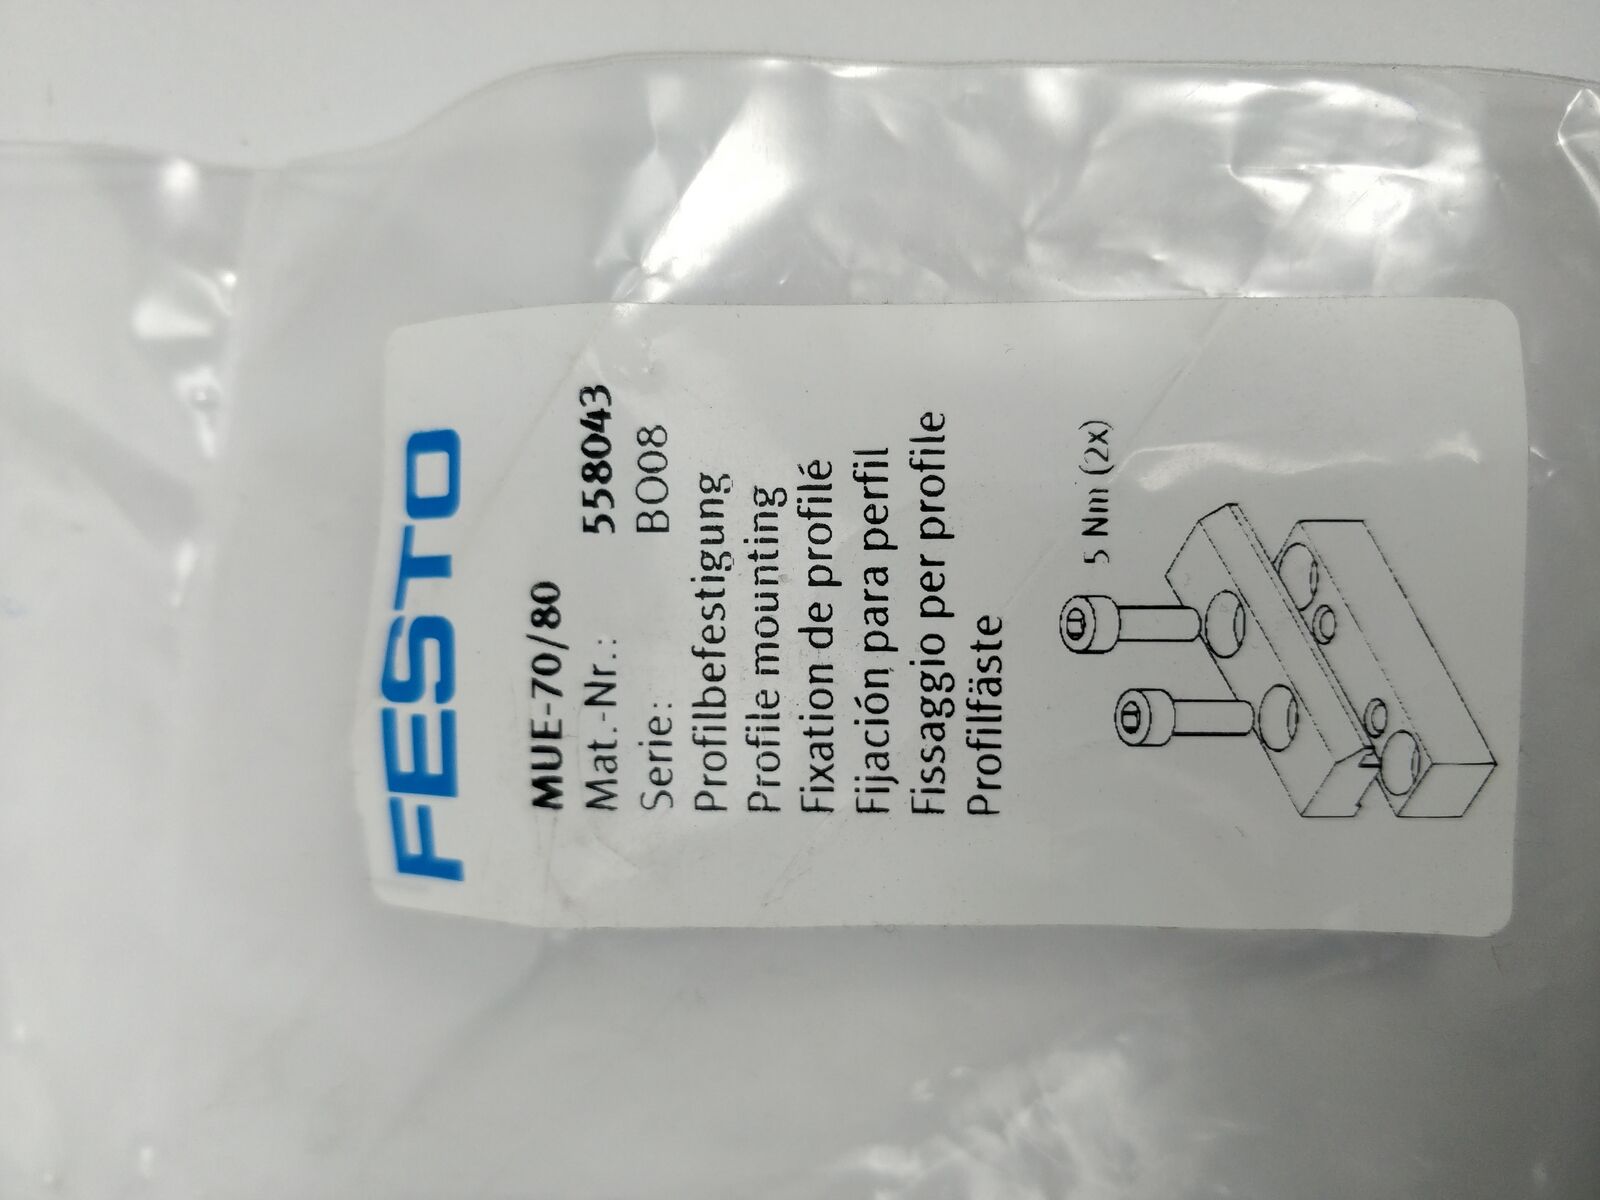 FESTO
MUE-70/80
Mat.-Nr.: 558043
Serie: BO08
Profilbefestigung
Profile mounting
Fixation de profilé
Fijación para perfil
Fissaggio per profile
Profilfäste
5 Nm (2x)